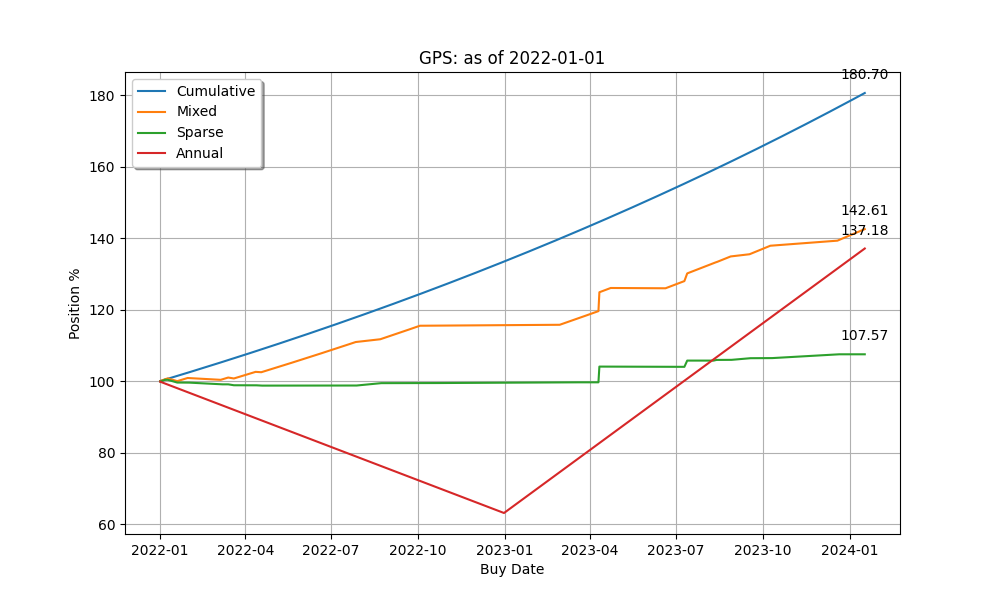 GPS: as of 2022-01-01
180.70
180
Cumulative
Mixed
Sparse
Annual
160
142.61
140
137.18
120
107.57
100
80
60
Position %
2022-01 2022-04 2022-07 2022-10 2023-01 2023-04 2023-07 2023-10 2024-01
Buy Date